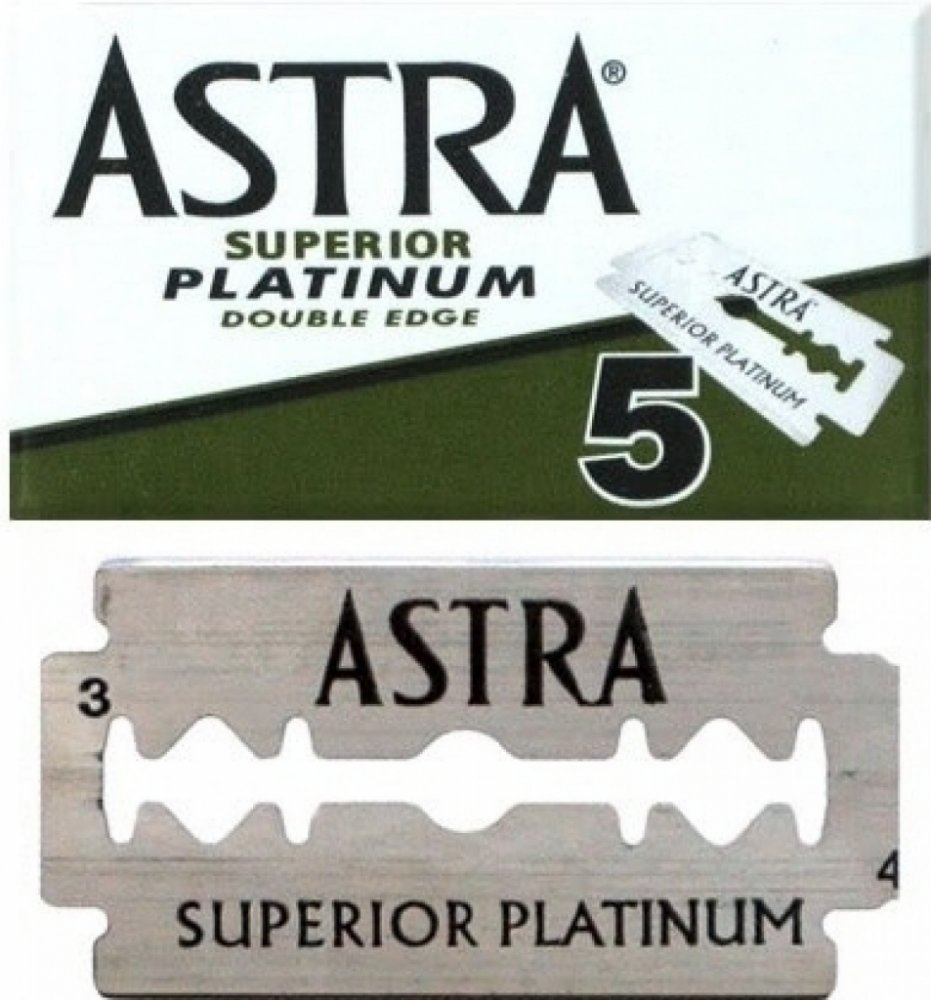 ASTRA®
SUPERIOR
PLATINUM
DOUBLE EDGE
ASTRA
SUPERIOR PLATINUM
5
ASTRA
3
4
SUPERIOR PLATINUM